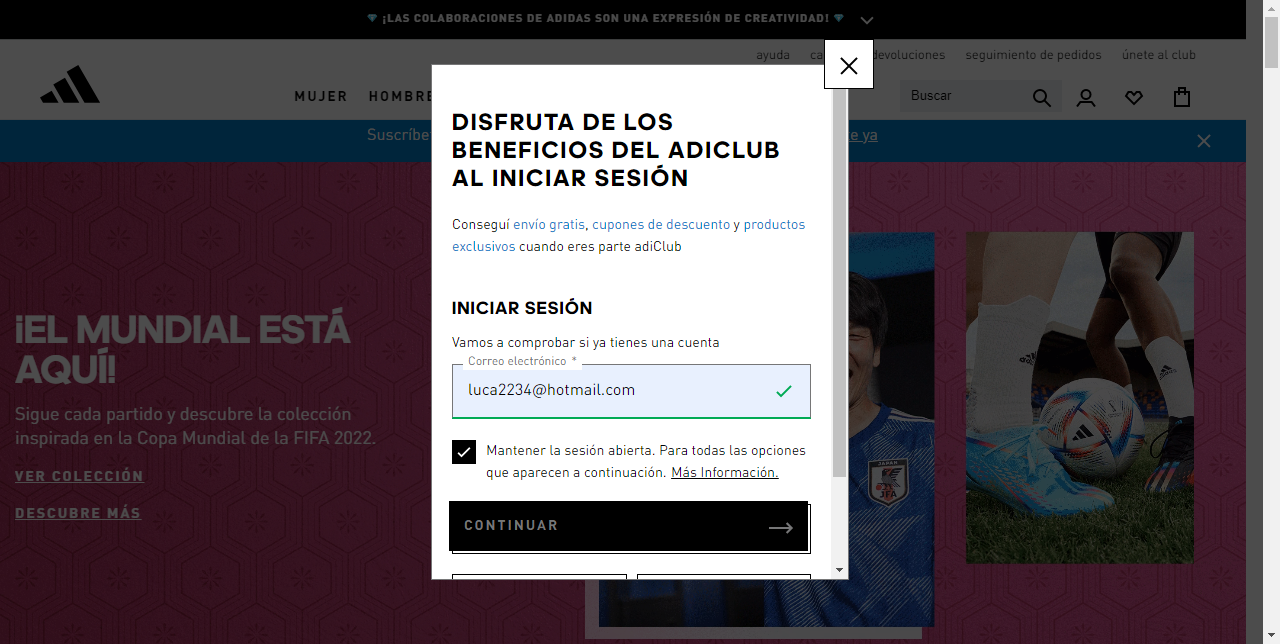 ¡LAS COLABORACIONES DE ADIDAS SON UNA EXPRESIÓN DE CREATIVIDAD!
ayuda
devoluciones
seguimiento de pedidos
únete al club
MUJER
HOMBRE
Buscar
Suscríbe
te ya
DISFRUTA DE LOS
BENEFICIOS DEL ADICLUB
AL INICIAR SESIÓN
Conseguí envío gratis, cupones de descuento y productos
exclusivos cuando eres parte adiClub
INICIAR SESIÓN
Vamos a comprobar si ya tienes una cuenta
Correo electrónico *
luca2234@hotmail.com
Mantener la sesión abierta. Para todas las opciones
que aparecen a continuación. Más Información.
CONTINUAR
¡EL MUNDIAL ESTÁ
AQUÍ!
Sigue cada partido y descubre la colección
inspirada en la Copa Mundial de la FIFA 2022.
VER COLECCIÓN
DESCUBRE MÁS
JAPAN
JFA